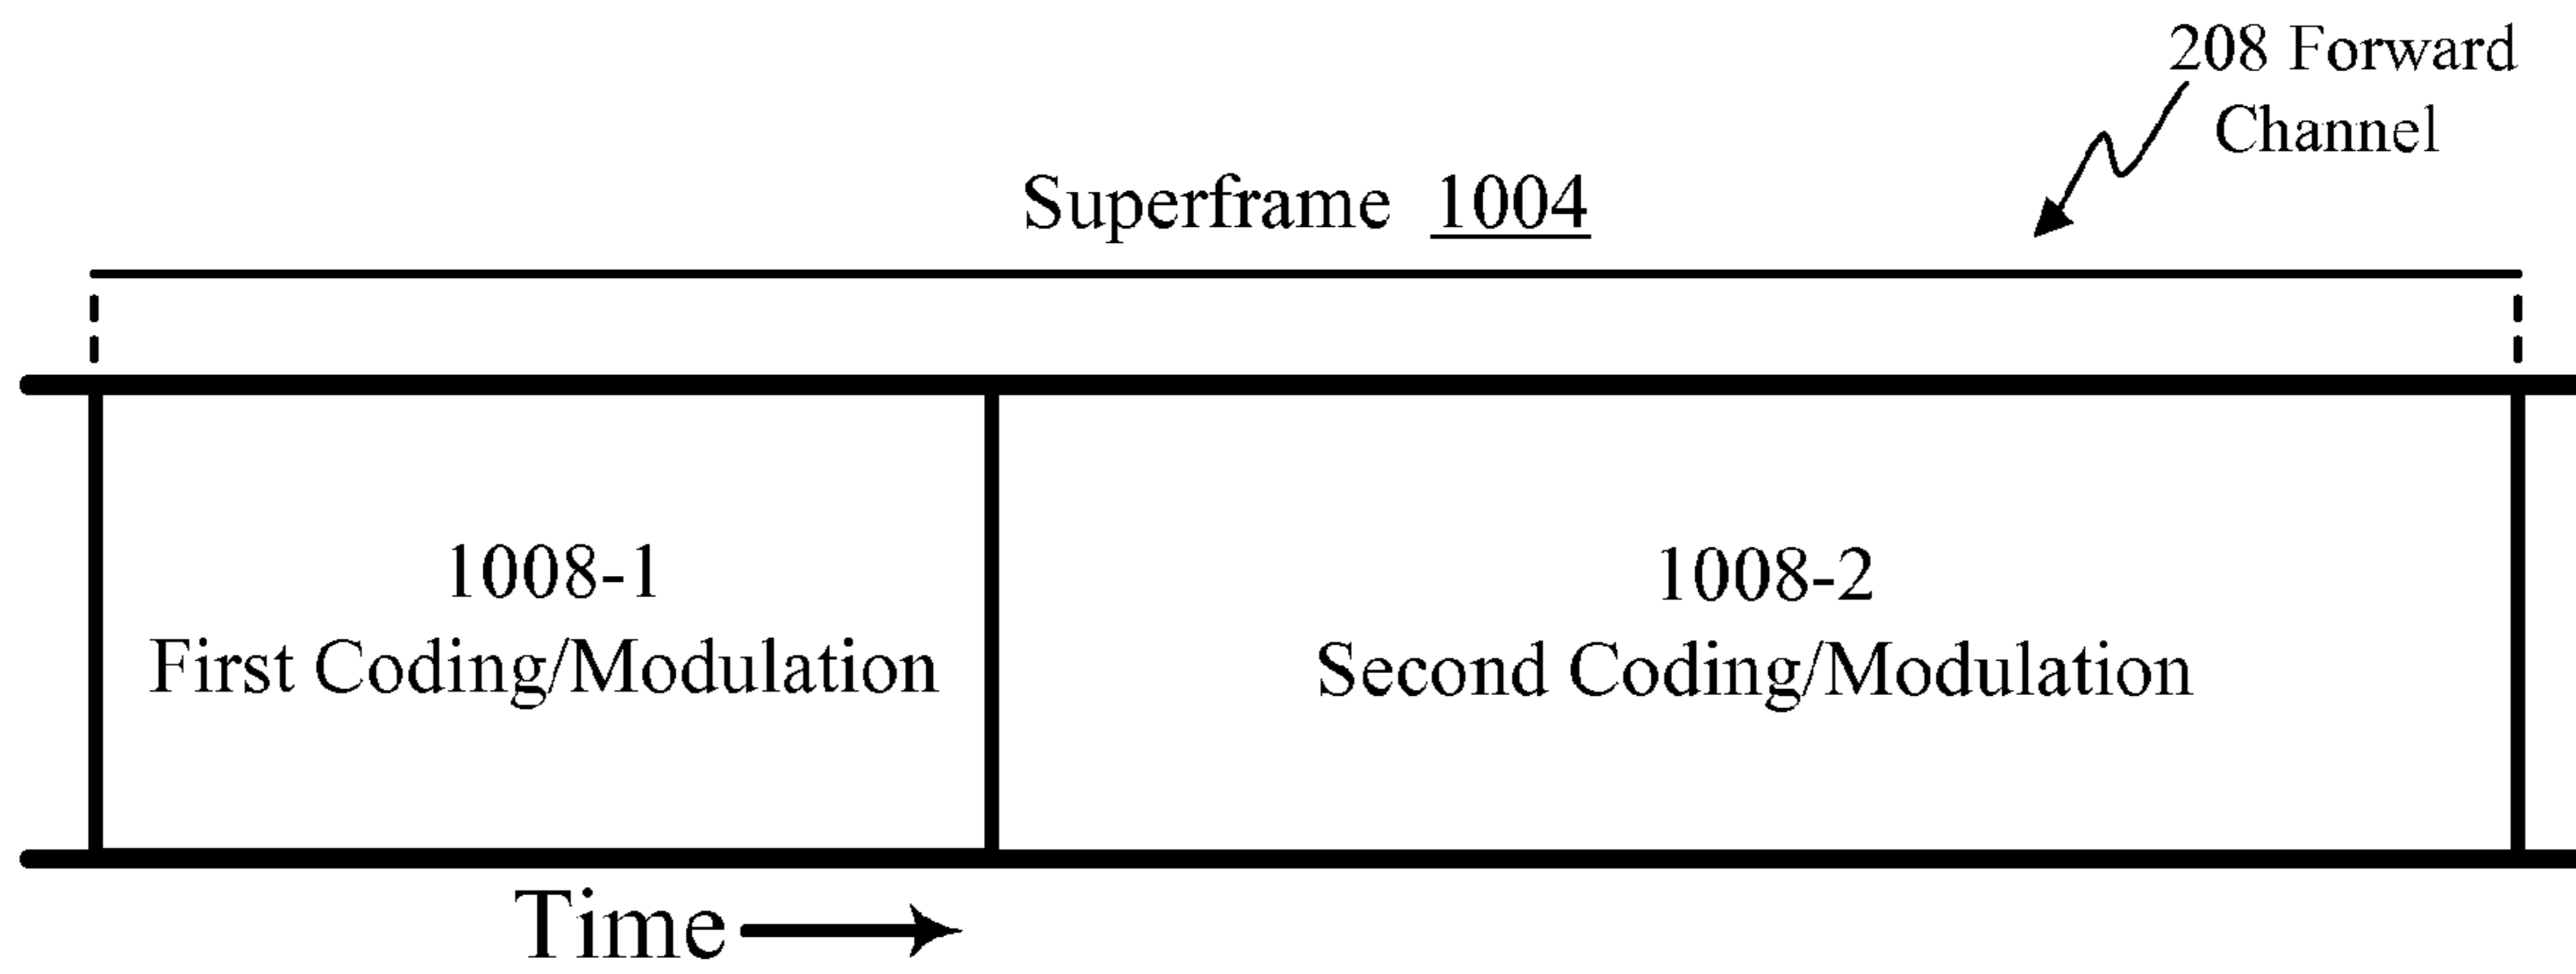 208 Forward
Channel
Superframe 1004
1008-1
First Coding/Modulation
1008-2
Second Coding/Modulation
Time